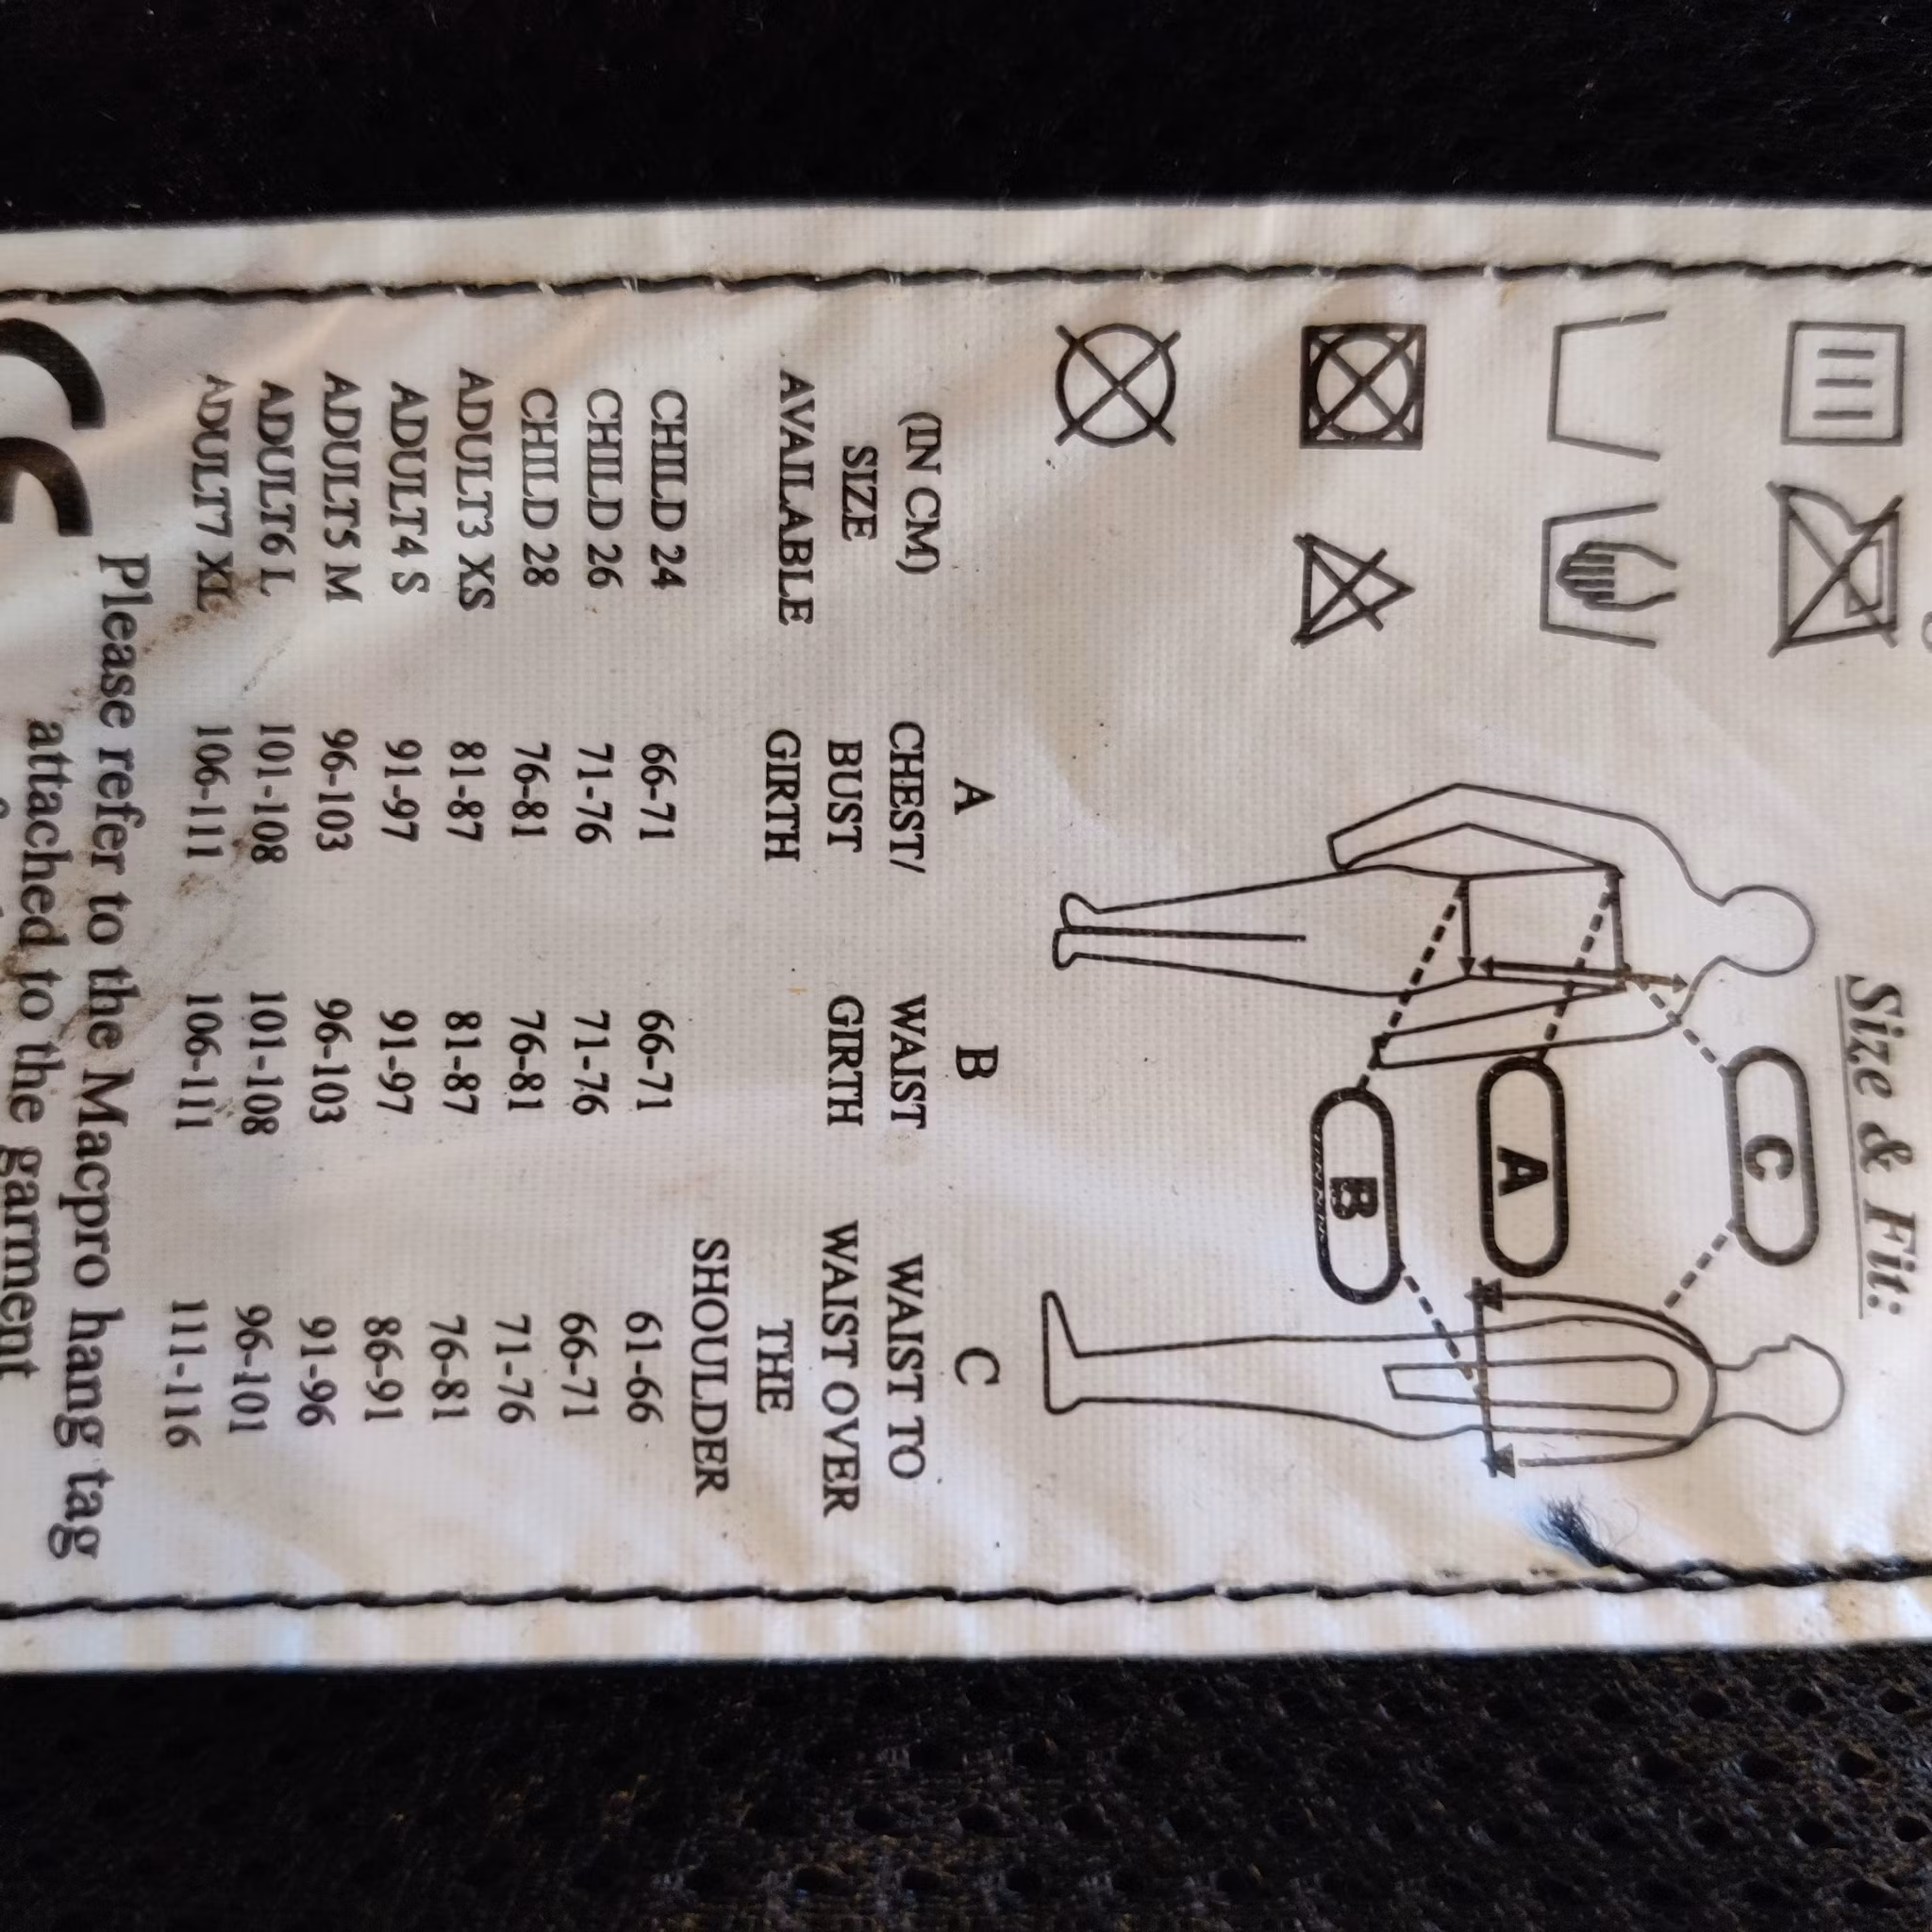 Size & Fit:
C
A
B
A B C
(IN CM) CHEST/ WAIST WAIST TO
SIZE BUST GIRTH WAIST OVER
AVAILABLE GIRTH THE
SHOULDER
CHILD 24 66-71 66-71 61-66
CHILD 26 71-76 71-76 66-71
CHILD 28 76-81 76-81 71-76
ADULT3 XS 81-87 81-87 76-81
ADULT4 S 91-97 91-97 86-91
ADULT5 M 96-103 96-103 91-96
ADULT6 L 101-108 101-108 96-101
ADULT7 XL 106-111 106-111 111-116
Please refer to the Macpro hang tag
attached to the garment
CE